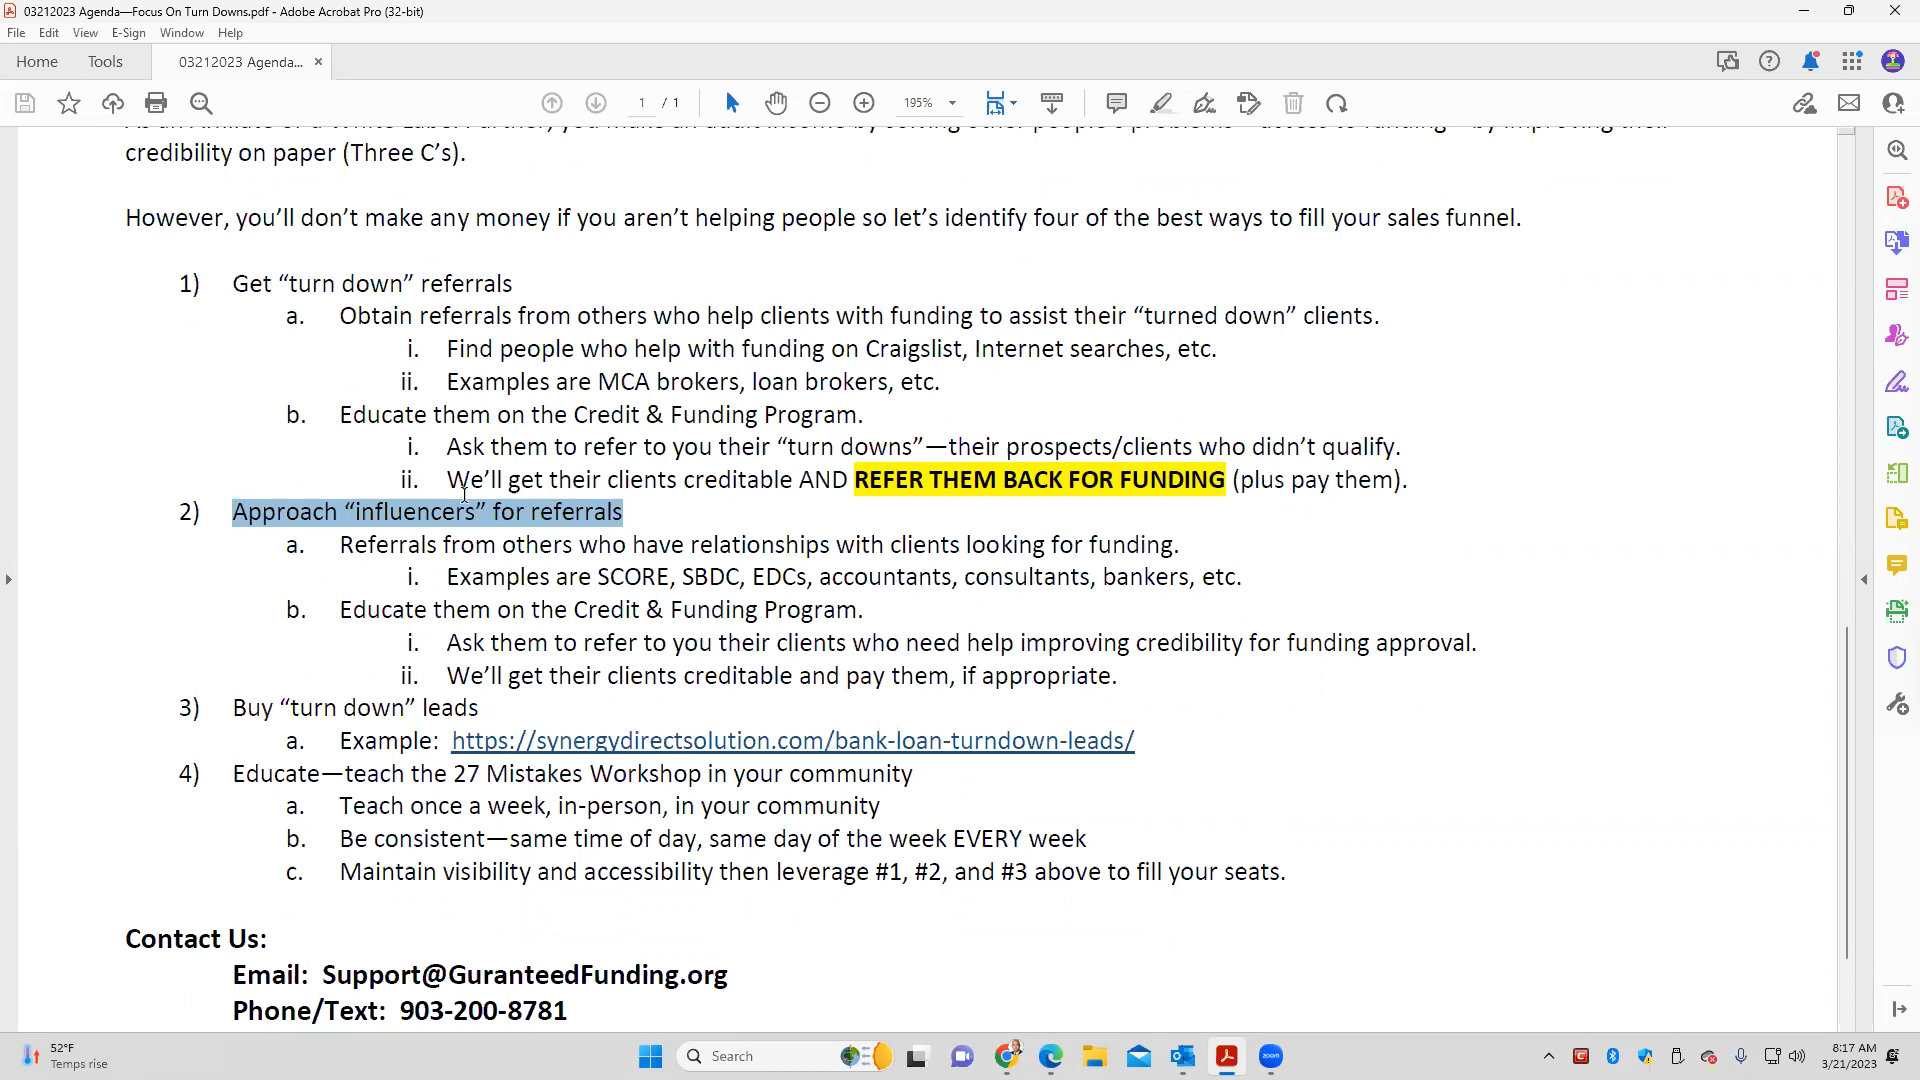 03212023 Agenda—Focus On Turn Downs.pdf - Adobe Acrobat Pro (32-bit)
File Edit View E-Sign Window Help
Home Tools 03212023 Agenda... ×
1 / 1 195%
credibility on paper (Three C's).
However, you'll don't make any money if you aren't helping people so let's identify four of the best ways to fill your sales funnel.
1) Get “turn down” referrals
a. Obtain referrals from others who help clients with funding to assist their “turned down” clients.
i. Find people who help with funding on Craigslist, Internet searches, etc.
ii. Examples are MCA brokers, loan brokers, etc.
b. Educate them on the Credit & Funding Program.
i. Ask them to refer to you their “turn downs”—their prospects/clients who didn't qualify.
ii. We'll get their clients creditable AND REFER THEM BACK FOR FUNDING (plus pay them).
2) Approach “influencers” for referrals
a. Referrals from others who have relationships with clients looking for funding.
i. Examples are SCORE, SBDC, EDCs, accountants, consultants, bankers, etc.
b. Educate them on the Credit & Funding Program.
i. Ask them to refer to you their clients who need help improving credibility for funding approval.
ii. We'll get their clients creditable and pay them, if appropriate.
3) Buy “turn down” leads
a. Example: https://synergydirectsolution.com/bank-loan-turndown-leads/
4) Educate—teach the 27 Mistakes Workshop in your community
a. Teach once a week, in-person, in your community
b. Be consistent—same time of day, same day of the week EVERY week
c. Maintain visibility and accessibility then leverage #1, #2, and #3 above to fill your seats.
Contact Us:
Email: Support@GuranteedFunding.org
Phone/Text: 903-200-8781
52°F
Temps rise
Search
zoom
8:17 AM
3/21/2023